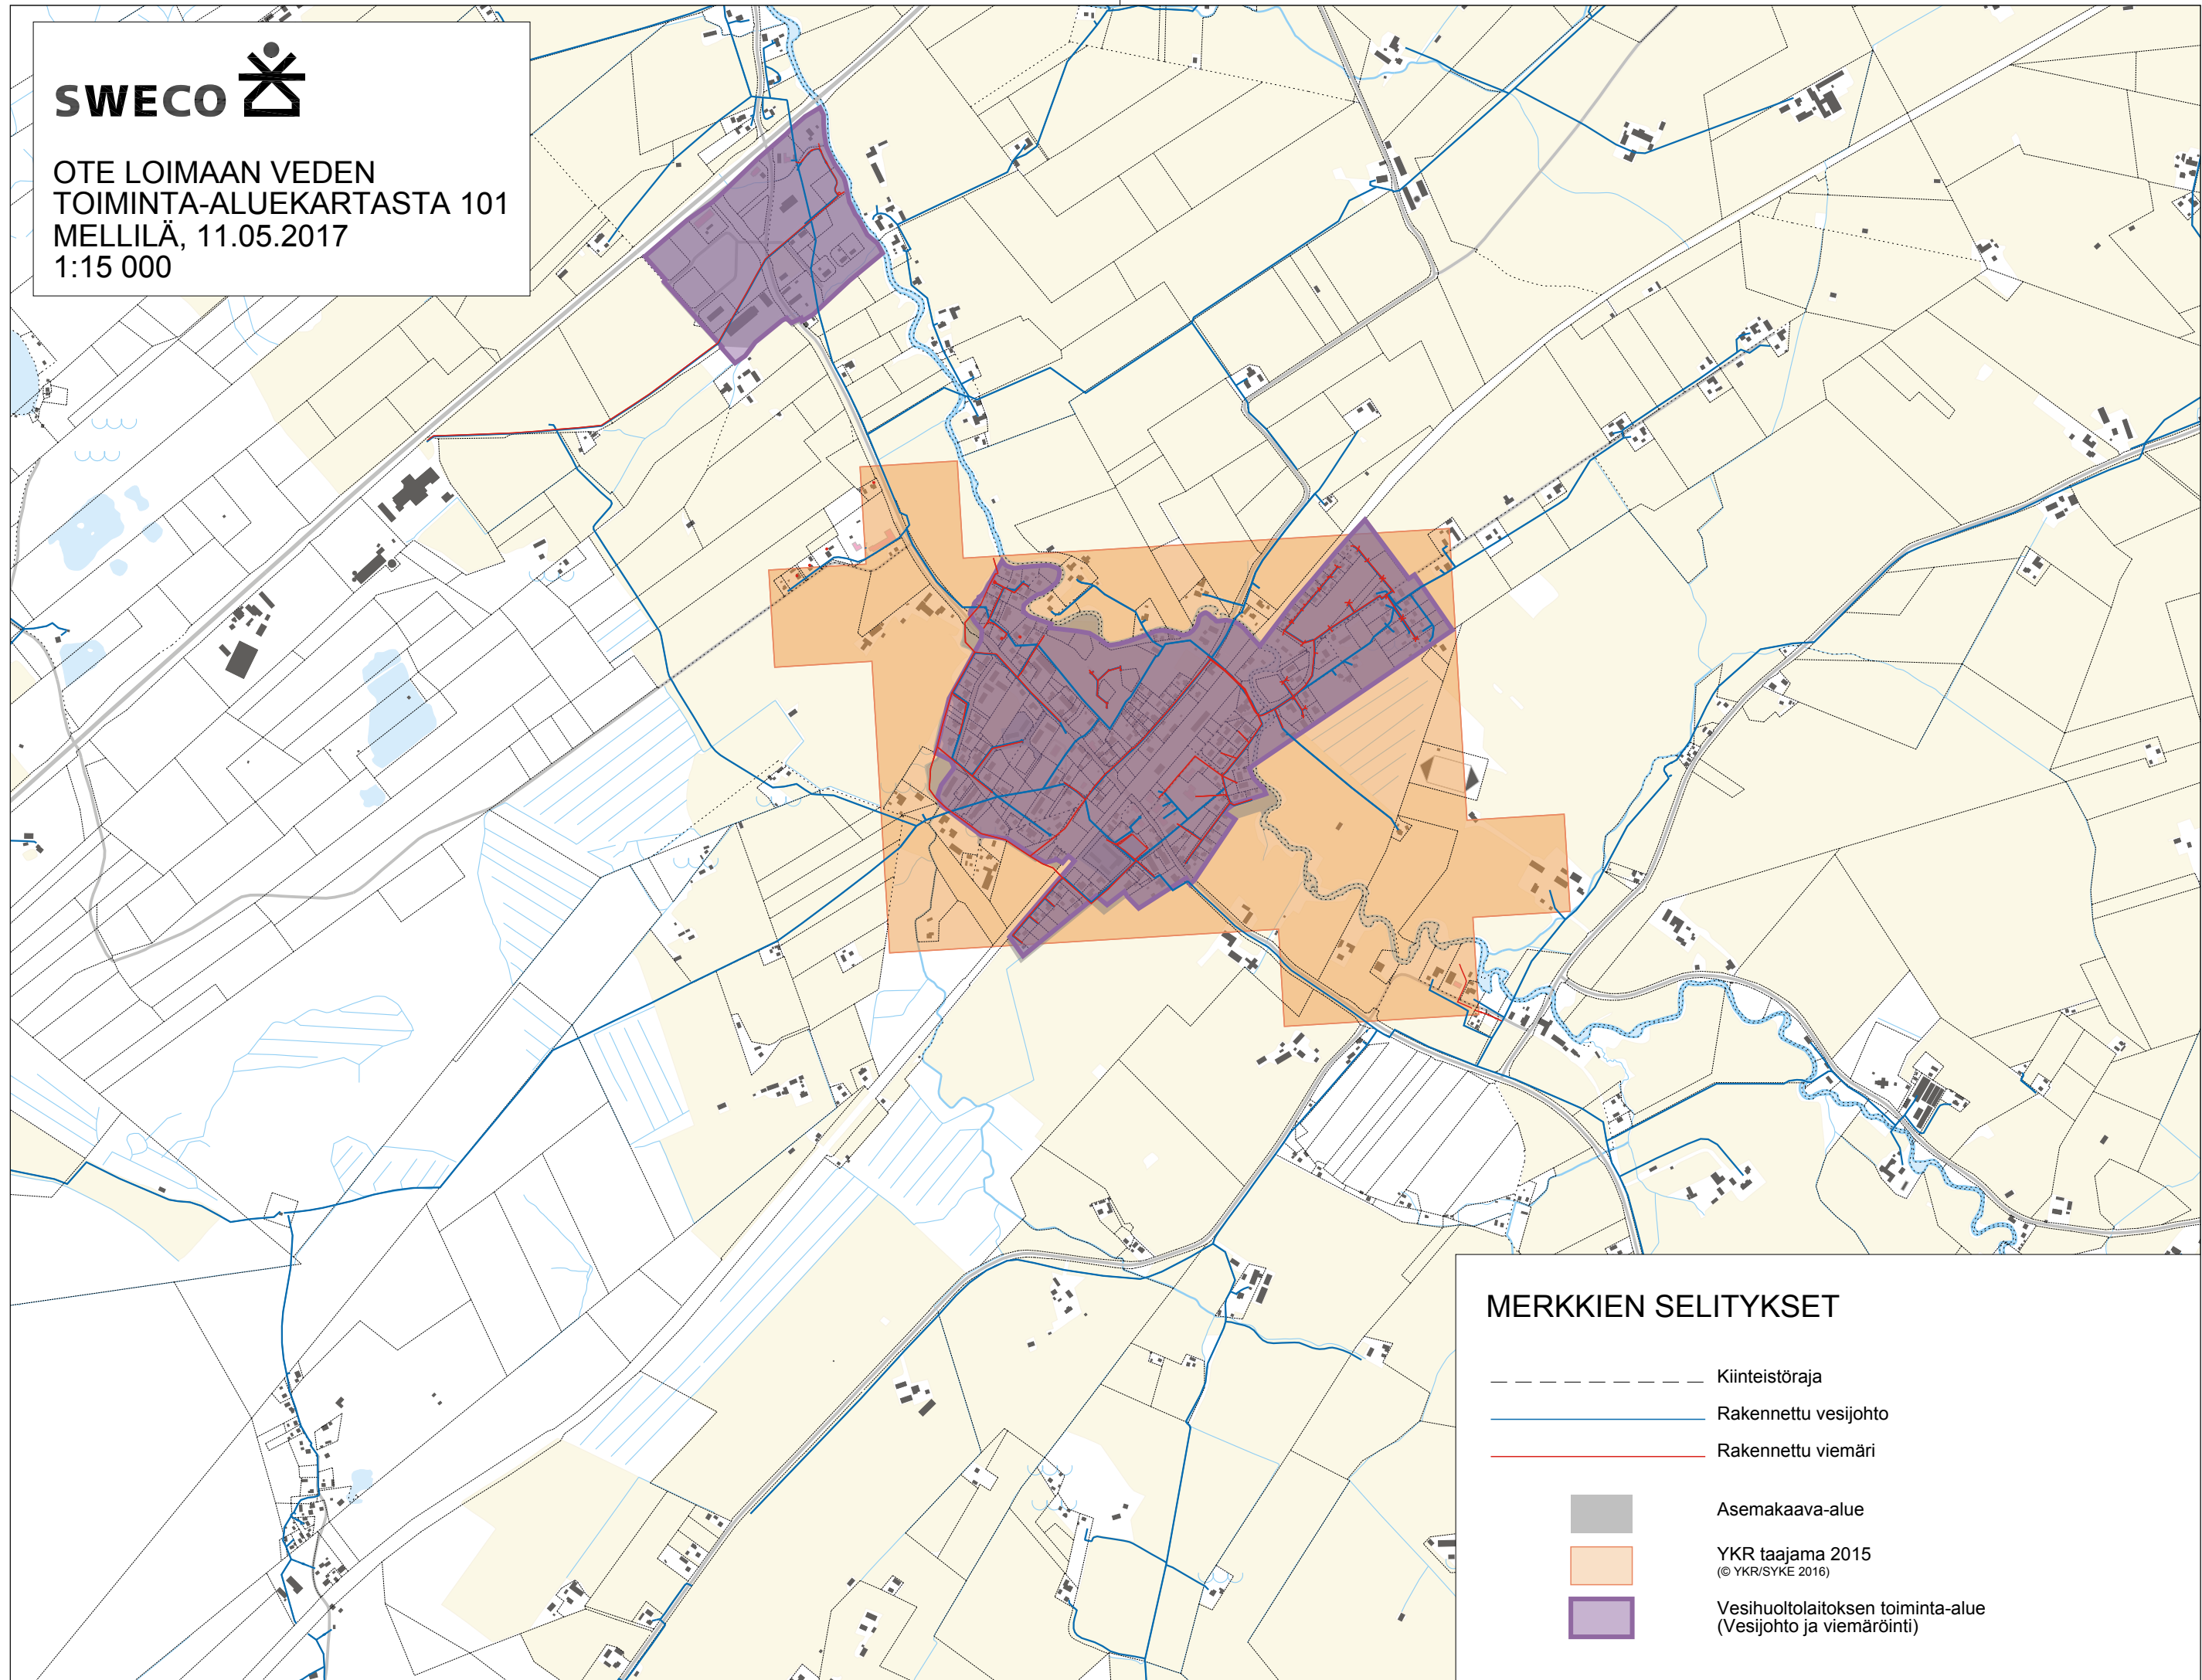 SWECO
OTE LOIMAAN VEDEN
TOIMINTA-ALUEKARTASTA 101
MELLILÄ, 11.05.2017
1:15 000
MERKKIEN SELITYKSET
Kiinteistöraja
Rakennettu vesijohto
Rakennettu viemäri
Asemakaava-alue
YKR taajama 2015
(© YKR/SYKE 2016)
Vesihuoltolaitoksen toiminta-alue
(Vesijohto ja viemäröinti)